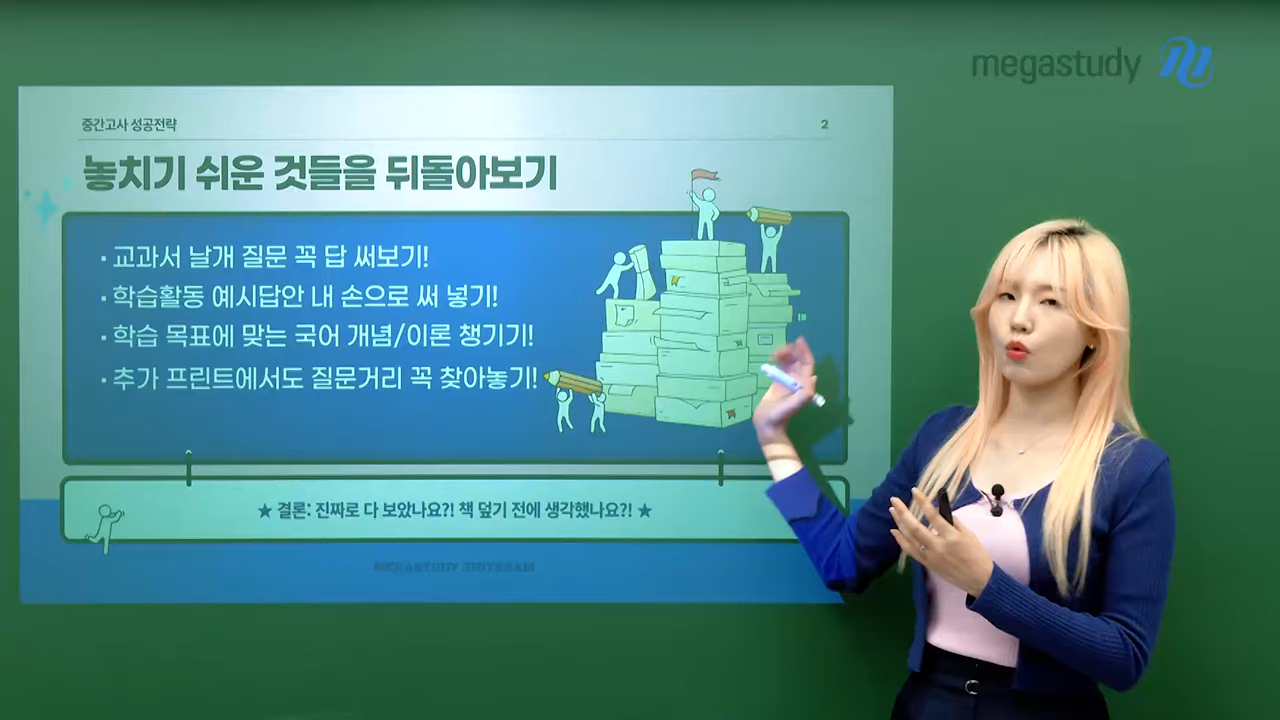 megastudy
중간고사 성공전략
2
놓치기 쉬운 것들을 뒤돌아보기
· 교과서 날개 질문 꼭 답 써보기!
· 학습활동 예시답안 내 손으로 써 넣기!
· 학습 목표에 맞는 국어 개념/이론 챙기기!
· 추가 프린트에서도 질문거리 꼭 찾아놓기!
★ 결론: 진짜로 다 보았나요?! 책 덮기 전에 생각했나요?! ★